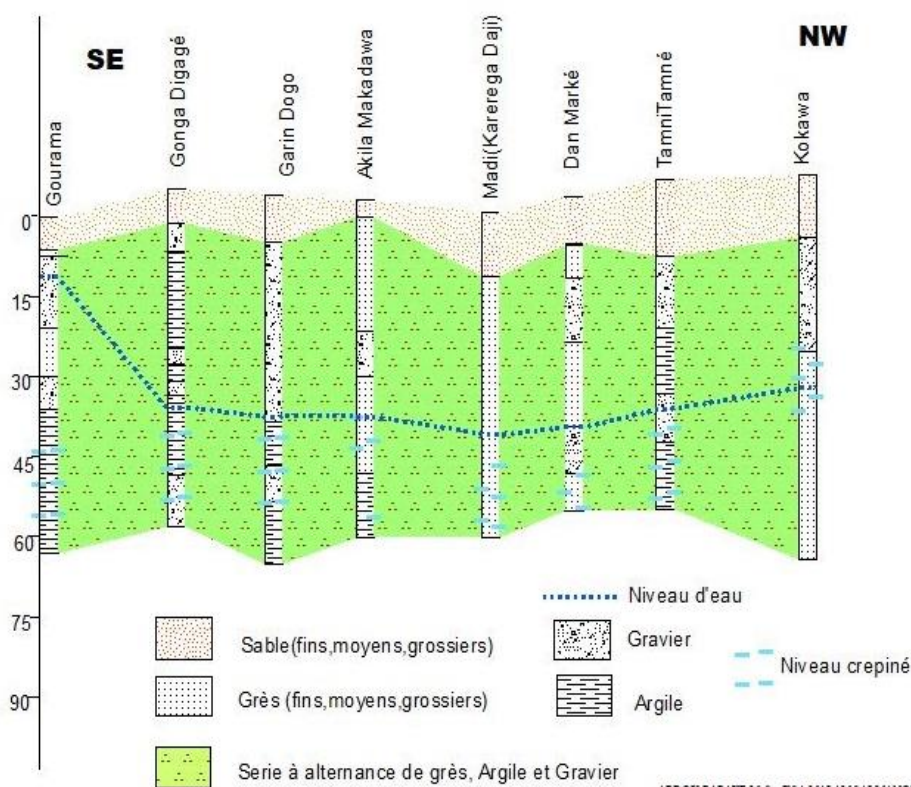 SE
NW
Gourama
Gonga Digagé
Garin Dogo
Akila Makadawa
Madi(Karerega Daji)
Dan Marké
TamniTamné
Kokawa
0
15
30
45
60
75
90
Niveau d'eau
Sable(fins,moyens,grossiers)
Gravier
Niveau crepiné
Grès (fins,moyens,grossiers)
Argile
Serie à alternance de grès, Argile et Gravier